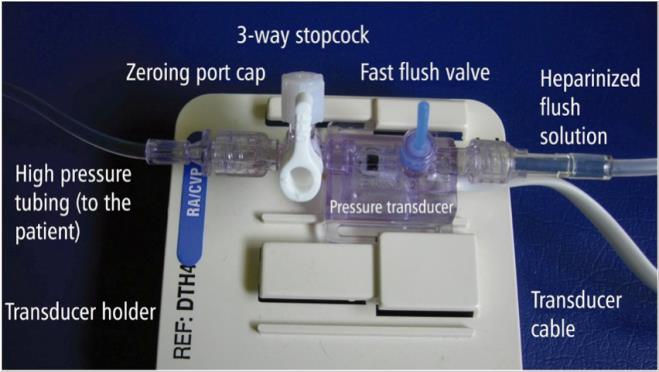 3-way stopcock
Zeroing port cap
Fast flush valve
Heparinized
flush
solution
High pressure
tubing (to the
patient)
RA/CVP
Pressure transducer
Transducer holder
REF: DTH4
Transducer
cable